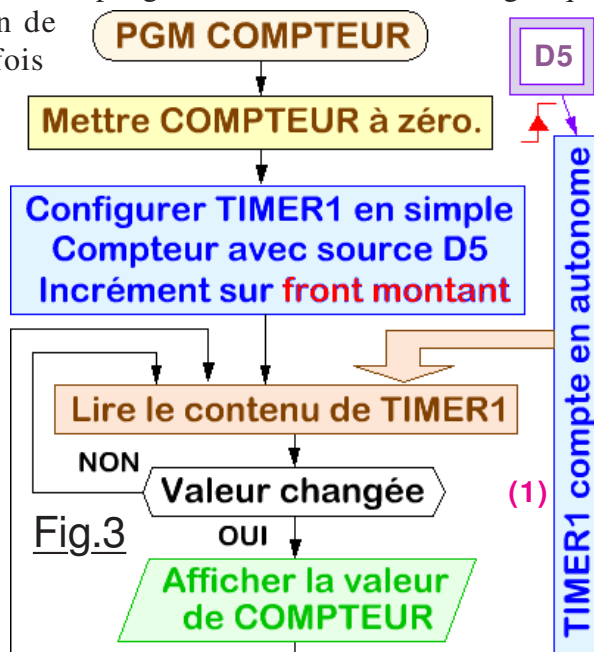 n de
fois
PGM COMPTEUR
D5
Mettre COMPTEUR à zéro.
Configurer TIMER1 en simple
Compteur avec source D5
Incrément sur front montant
Lire le contenu de TIMER1
NON
Valeur changée
(1)
Fig.3
OUI
Afficher la valeur
de COMPTEUR
TIMER1 compte en autonome